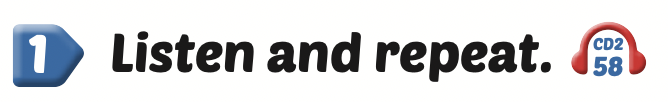 1 Listen and repeat. CD2
58